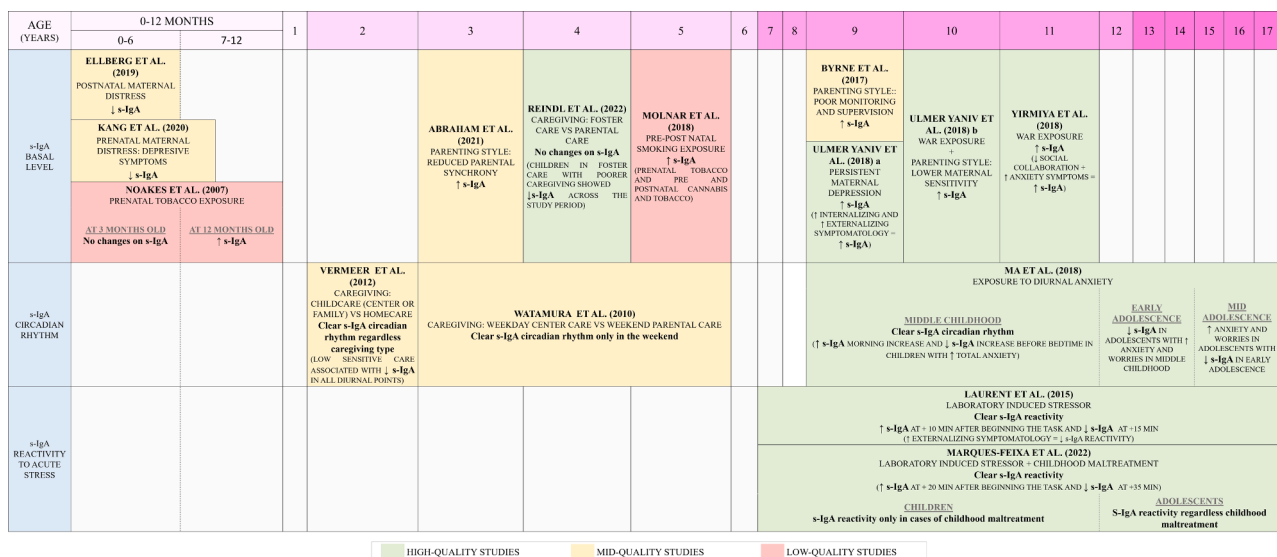 AGE
(YEARS)
0-12 MONTHS
0-6
7-12
1
2
3
4
5
6
7
8
9
10
11
12
13
14
15
16
17
s-IgA
BASAL
LEVEL
ELLBERG ET AL.
(2019)
POSTNATAL MATERNAL
DISTRESS
↓ s-IgA
KANG ET AL. (2020)
PRENATAL MATERNAL
DISTRESS: DEPRESIVE
SYMPTOMS
↓ s-IgA
NOAKES ET AL. (2007)
PRENATAL TOBACCO EXPOSURE
AT 3 MONTHS OLD
No changes on s-IgA
AT 12 MONTHS OLD
↑ s-IgA
ABRAHAM ET AL.
(2021)
PARENTING STYLE:
REDUCED PARENTAL
SYNCHRONY
↑ s-IgA
REINDL ET AL. (2022)
CAREGIVING: FOSTER
CARE VS PARENTAL
CARE
No changes on s-IgA
(CHILDREN IN FOSTER
CARE WITH POORER
CAREGIVING SHOWED
↓s-IgA ACROSS THE
STUDY PERIOD)
MOLNAR ET AL.
(2018)
PRE-POST NATAL
SMOKING EXPOSURE
↑ s-IgA
(PRENATAL TOBACCO
AND PRE AND
POSTNATAL CANNABIS
AND TOBACCO)
BYRNE ET AL.
(2017)
PARENTING STYLE::
POOR MONITORING
AND SUPERVISION
↑ s-IgA
ULMER YANIV ET
AL. (2018) a
PERSISTENT
MATERNAL
DEPRESSION
↑ s-IgA
(↑ INTERNALIZING AND
↑ EXTERNALIZING
SYMPTOMATOLOGY =
↑ s-IgA)
ULMER YANIV ET
AL. (2018) b
WAR EXPOSURE
+
PARENTING STYLE:
LOWER MATERNAL
SENSITIVITY
↑ s-IgA
YIRMIYA ET AL.
(2018)
WAR EXPOSURE
↑ s-IgA
(↓ SOCIAL
COLLABORATION +
↑ ANXIETY SYMPTOMS =
↑ s-IgA)
s-IgA
CIRCADIAN
RHYTHM
VERMEER ET AL.
(2012)
CAREGIVING:
CHILDCARE (CENTER OR
FAMILY) VS HOMECARE
Clear s-IgA circadian
rhythm regardless
caregiving type
(LOW SENSITIVE CARE
ASSOCIATED WITH ↓ s-IgA
IN ALL DIURNAL POINTS)
WATAMURA ET AL. (2010)
CAREGIVING: WEEKDAY CENTER CARE VS WEEKEND PARENTAL CARE
Clear s-IgA circadian rhythm only in the weekend
MA ET AL. (2018)
EXPOSURE TO DIURNAL ANXIETY
MIDDLE CHILDHOOD
Clear s-IgA circadian rhythm
(↑ s-IgA MORNING INCREASE AND ↓ s-IgA INCREASE BEFORE BEDTIME IN
CHILDREN WITH ↑ TOTAL ANXIETY)
EARLY
ADOLESCENCE
↓ s-IgA IN
ADOLESCENTS WITH ↑
ANXIETY AND
WORRIES IN MIDDLE
CHILDHOOD
MID
ADOLESCENCE
↑ ANXIETY AND
WORRIES IN
ADOLESCENTS WITH
↓ s-IgA IN EARLY
ADOLESCENCE
s-IgA
REACTIVITY
TO ACUTE
STRESS
LAURENT ET AL. (2015)
LABORATORY INDUCED STRESSOR
Clear s-IgA reactivity
↑ s-IgA AT + 10 MIN AFTER BEGINNING THE TASK AND ↓ s-IgA AT +15 MIN
(↑ EXTERNALIZING SYMPTOMATOLOGY = ↓ s-IgA REACTIVITY)
MARQUES-FEIXA ET AL. (2022)
LABORATORY INDUCED STRESSOR + CHILDHOOD MALTREATMENT
Clear s-IgA reactivity
(↑ s-IgA AT + 20 MIN AFTER BEGINNING THE TASK AND ↓ s-IgA AT +35 MIN)
CHILDREN
s-IgA reactivity only in cases of childhood maltreatment
ADOLESCENTS
S-IgA reactivity regardless childhood
maltreatment
HIGH-QUALITY STUDIES
MID-QUALITY STUDIES
LOW-QUALITY STUDIES